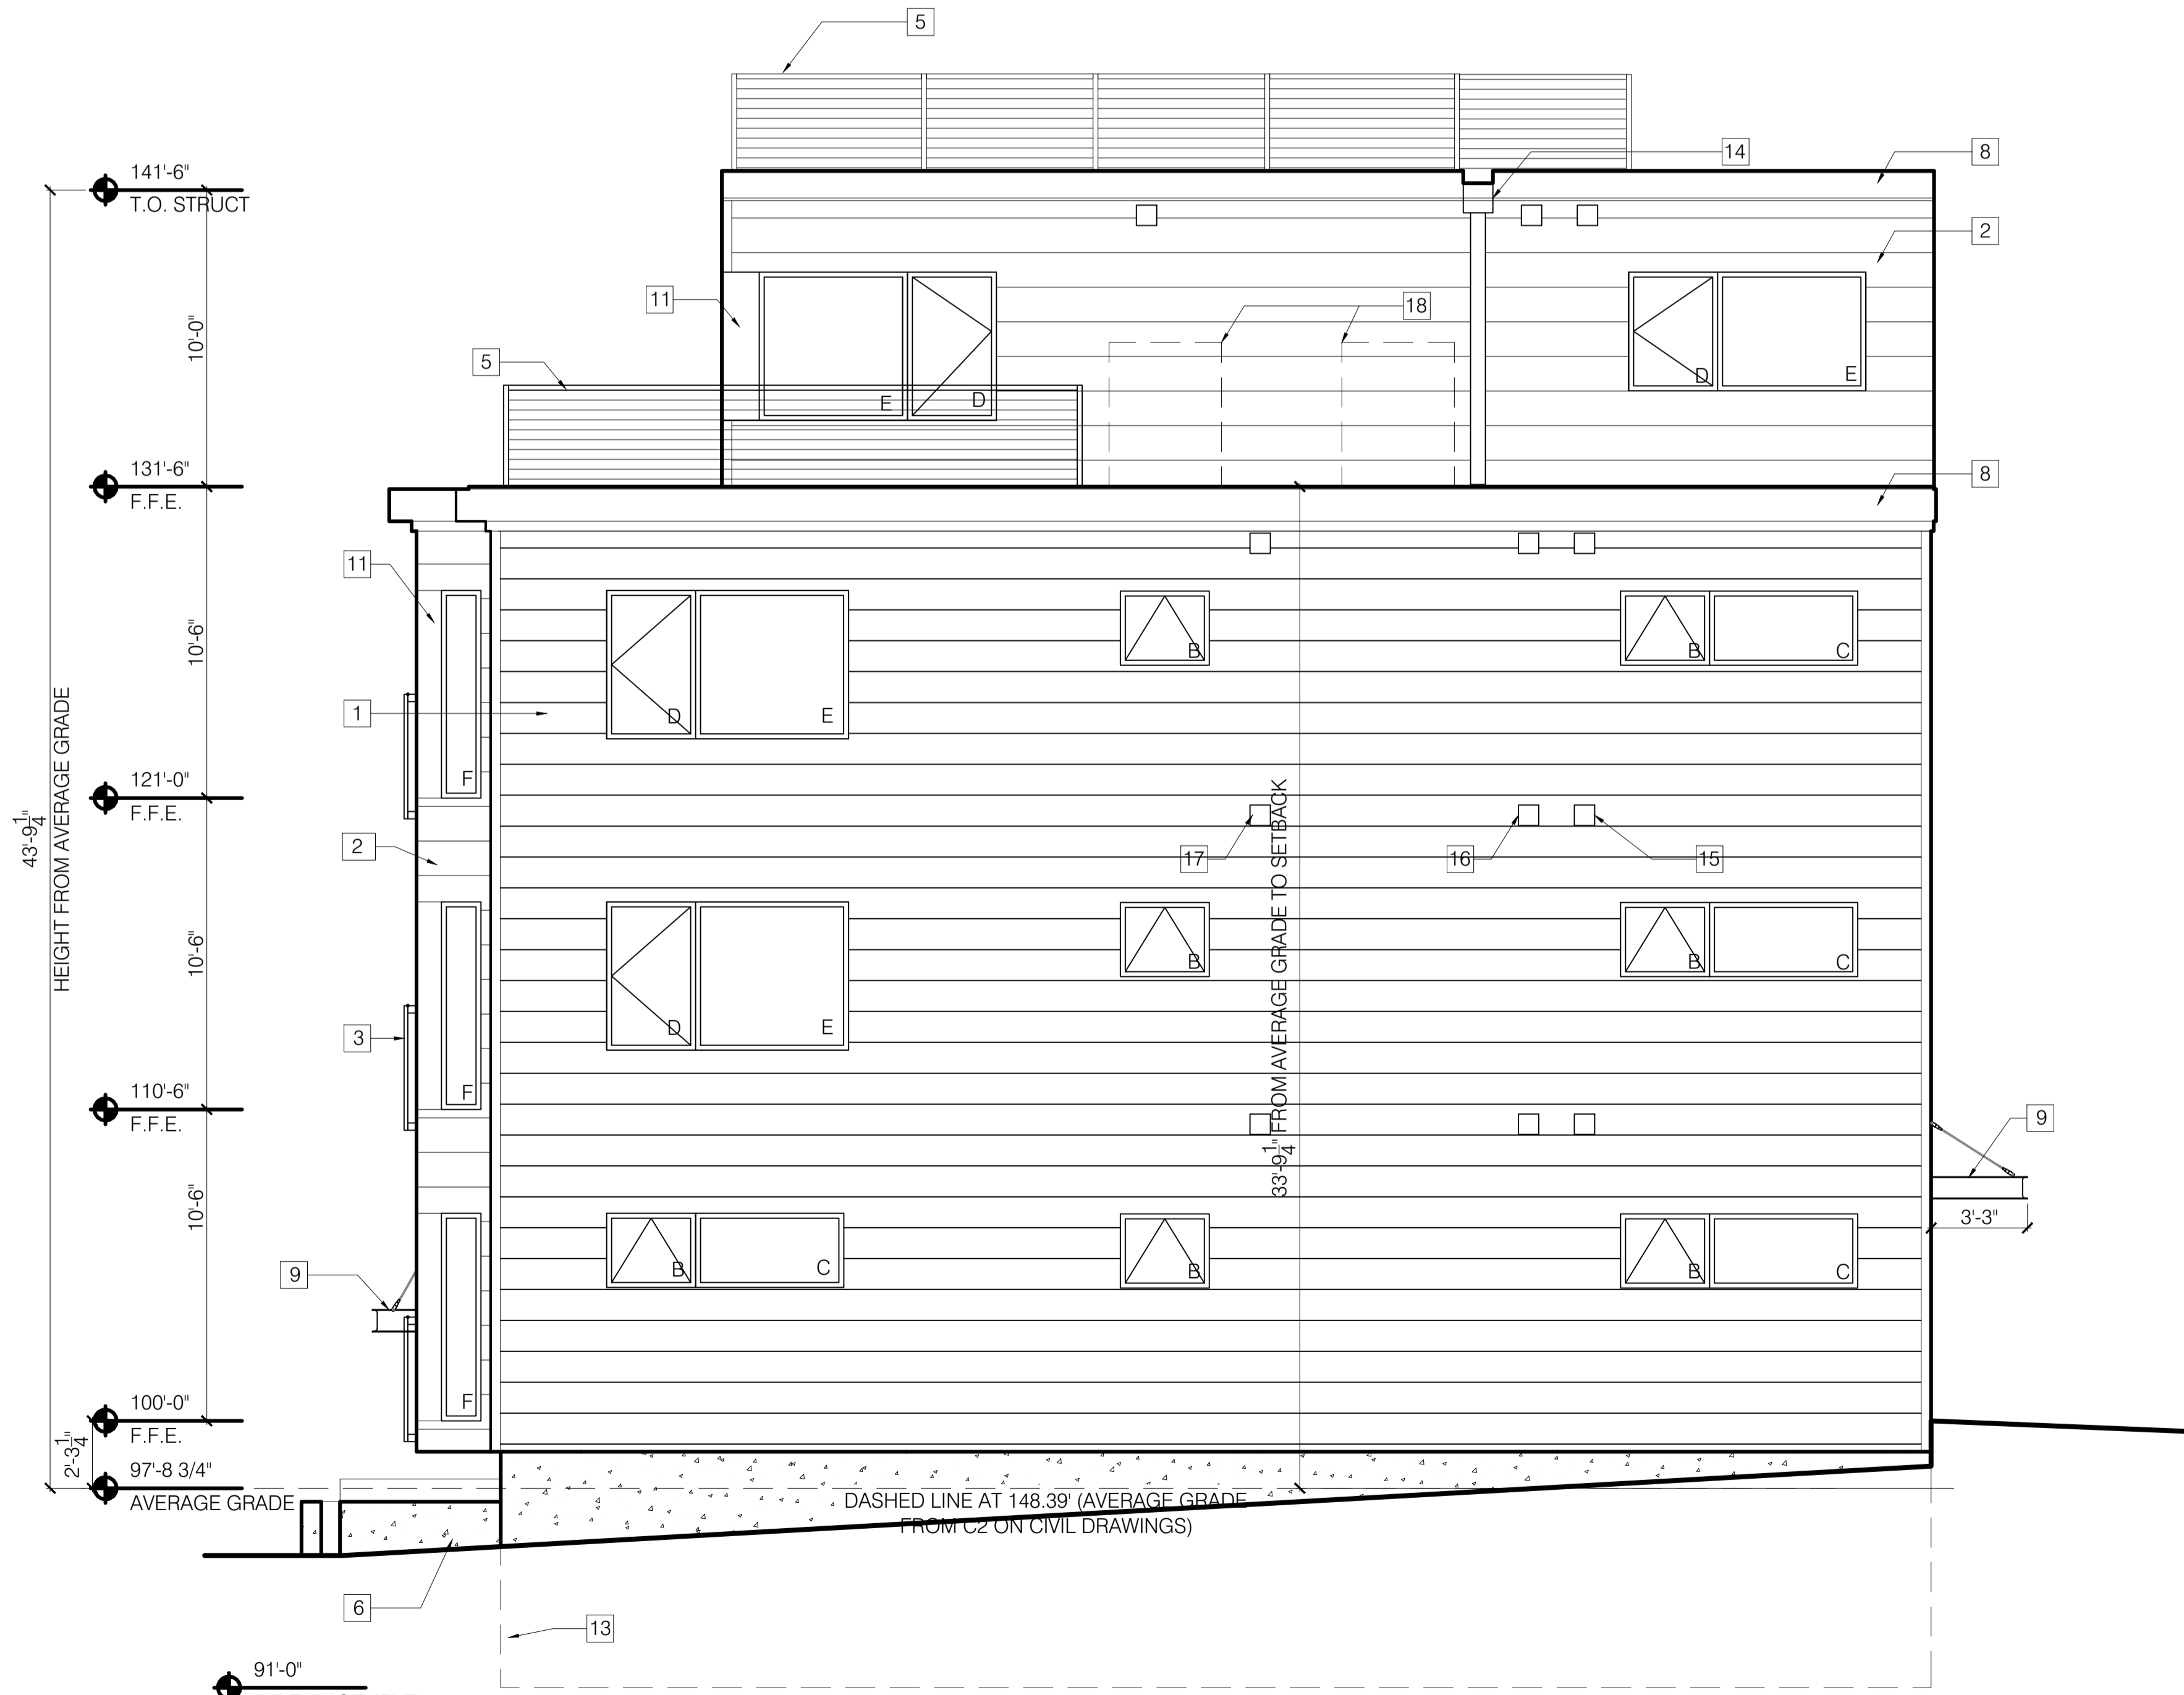 5
14
8
141'-6"
T.O. STRUCT
2
11
18
10'-0"
5
E
D
D
E
131'-6"
F.F.E.
8
11
10'-6"
B
B
C
1
D
E
F
43'-9 1/4"
HEIGHT FROM AVERAGE GRADE
121'-0"
F.F.E.
2
17
16
15
33'-9 1/4" FROM AVERAGE GRADE TO SETBACK
10'-6"
B
B
C
D
E
3
F
110'-6"
F.F.E.
9
10'-6"
3'-3"
9
B
C
B
B
C
F
100'-0"
F.F.E.
2'-3 1/4"
97'-8 3/4"
AVERAGE GRADE
DASHED LINE AT 148.39' (AVERAGE GRADE
FROM C2 ON CIVIL DRAWINGS)
6
13
91'-0"